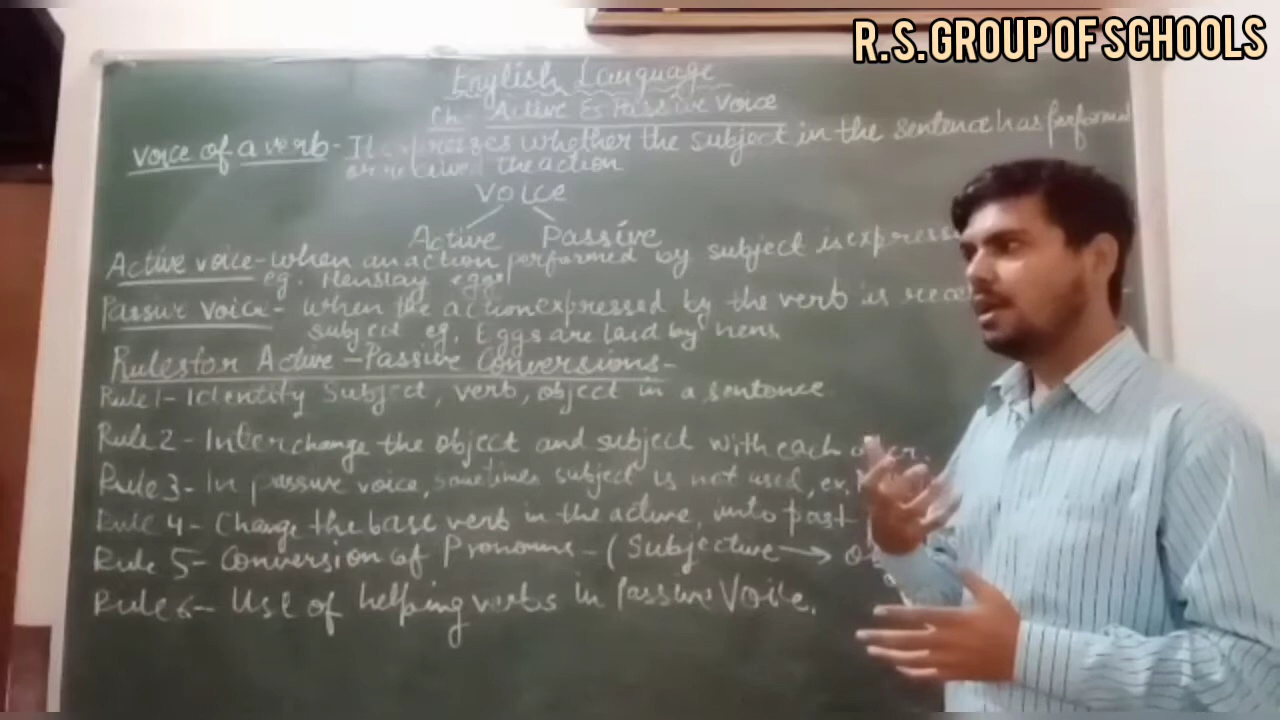 R.S. GROUP OF SCHOOLS
English Language
Ch- Active & Passive Voice
Voice of a verb - It expresses whether the subject in the sentence has performed
or received the action
Voice
Active Passive
Active voice - when an action performed by subject is
eg. Hens lay eggs
Passive voice - When the action expressed by the verb is
subject eg. Eggs are laid by hens
Rules for Active - Passive Conversions -
Rule 1 - Identify Subject, verb, object in a sentence
Rule 2 - Interchange the object and subject with each
Rule 3 - In passive voice, sometimes subject is not used, ex.
Rule 4 - Change the base verb in the active, into past
Rule 5 - Conversion of Pronouns - (Subjective →
Rule 6 - Use of helping verbs in Passive Voice.